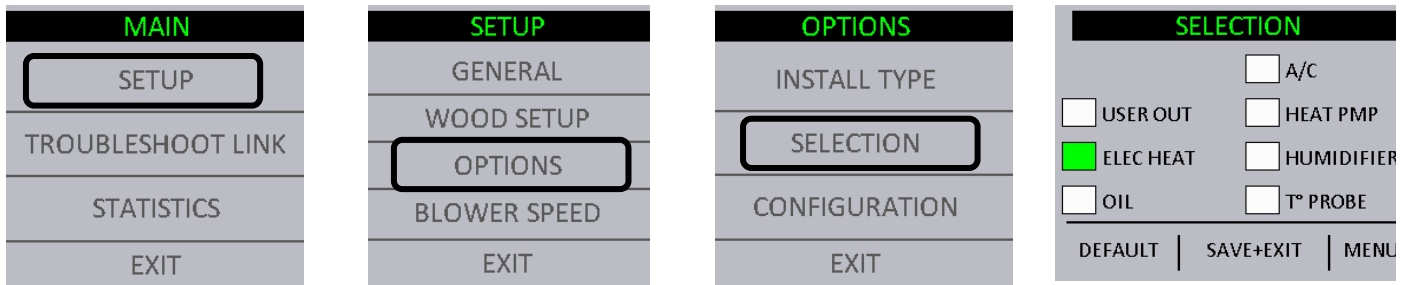 MAIN
SETUP
TROUBLESHOOT LINK
STATISTICS
EXIT
SETUP
GENERAL
WOOD SETUP
OPTIONS
BLOWER SPEED
EXIT
OPTIONS
INSTALL TYPE
SELECTION
CONFIGURATION
EXIT
SELECTION
A/C
USER OUT HEAT PMP
ELEC HEAT HUMIDIFIER
OIL T° PROBE
DEFAULT SAVE+EXIT MENU